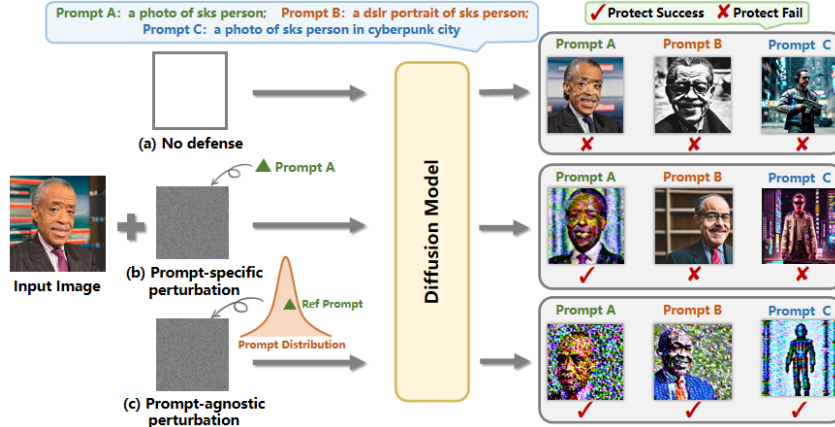 Prompt A: a photo of sks person; Prompt B: a dslr portrait of sks person;
Prompt C: a photo of sks person in cyberpunk city
✓ Protect Success ✗ Protect Fail
Prompt A Prompt B Prompt C
(a) No defense
Prompt A
Input Image
(b) Prompt-specific
perturbation
Diffusion Model
Prompt A Prompt B Prompt C
Ref Prompt
Prompt Distribution
(c) Prompt-agnostic
perturbation
Prompt A Prompt B Prompt C